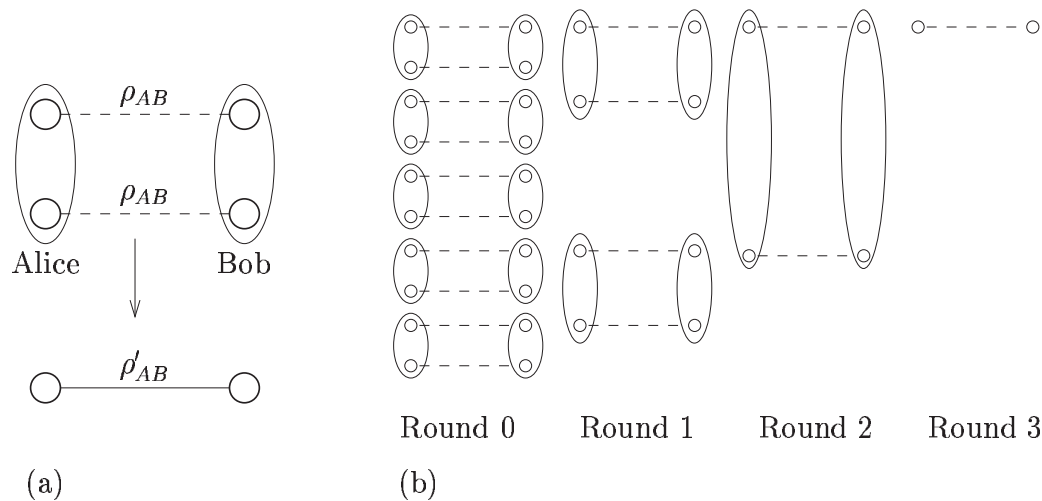 ρ_AB
ρ_AB
Alice Bob
ρ′_AB
(a)
Round 0 Round 1 Round 2 Round 3
(b)